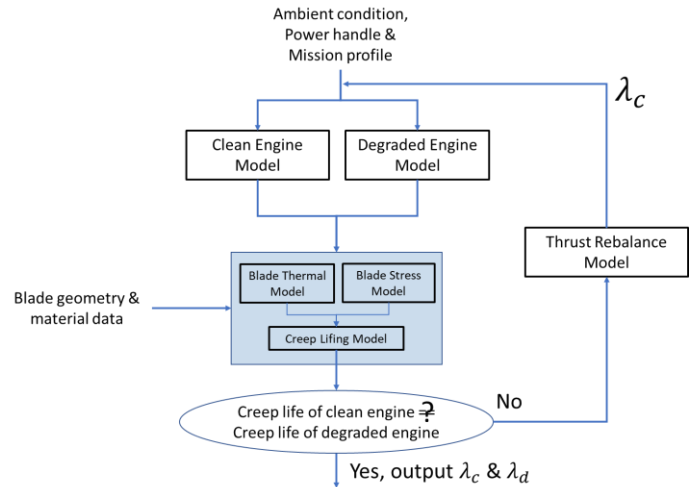 Ambient condition,
Power handle &
Mission profile
λc
Clean Engine
Model
Degraded Engine
Model
Thrust Rebalance
Model
Blade Thermal
Model
Blade Stress
Model
Blade geometry &
material data
Creep Lifing Model
Creep life of clean engine =?
Creep life of degraded engine
No
Yes, output λc & λd